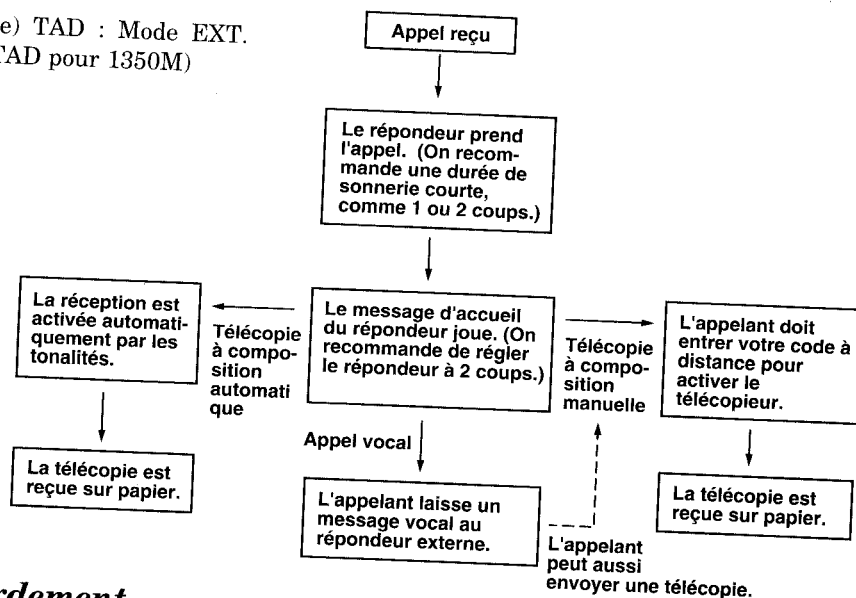 e) TAD : Mode EXT.
TAD pour 1350M)
Appel reçu
Le répondeur prend
l'appel. (On recom-
mande une durée de
sonnerie courte,
comme 1 ou 2 coups.)
La réception est
activée automati-
quement par les
tonalités.
Télécopie
à compo-
sition
automati
que
Le message d'accueil
du répondeur joue. (On
recommande de régler
le répondeur à 2 coups.)
Télécopie
à compo-
sition
manuelle
L'appelant doit
entrer votre code à
distance pour
activer le
télécopieur.
Appel vocal
La télécopie est
reçue sur papier.
L'appelant laisse un
message vocal au
répondeur externe.
La télécopie est
reçue sur papier.
L'appelant
peut aussi
envoyer une télécopie.
rdement